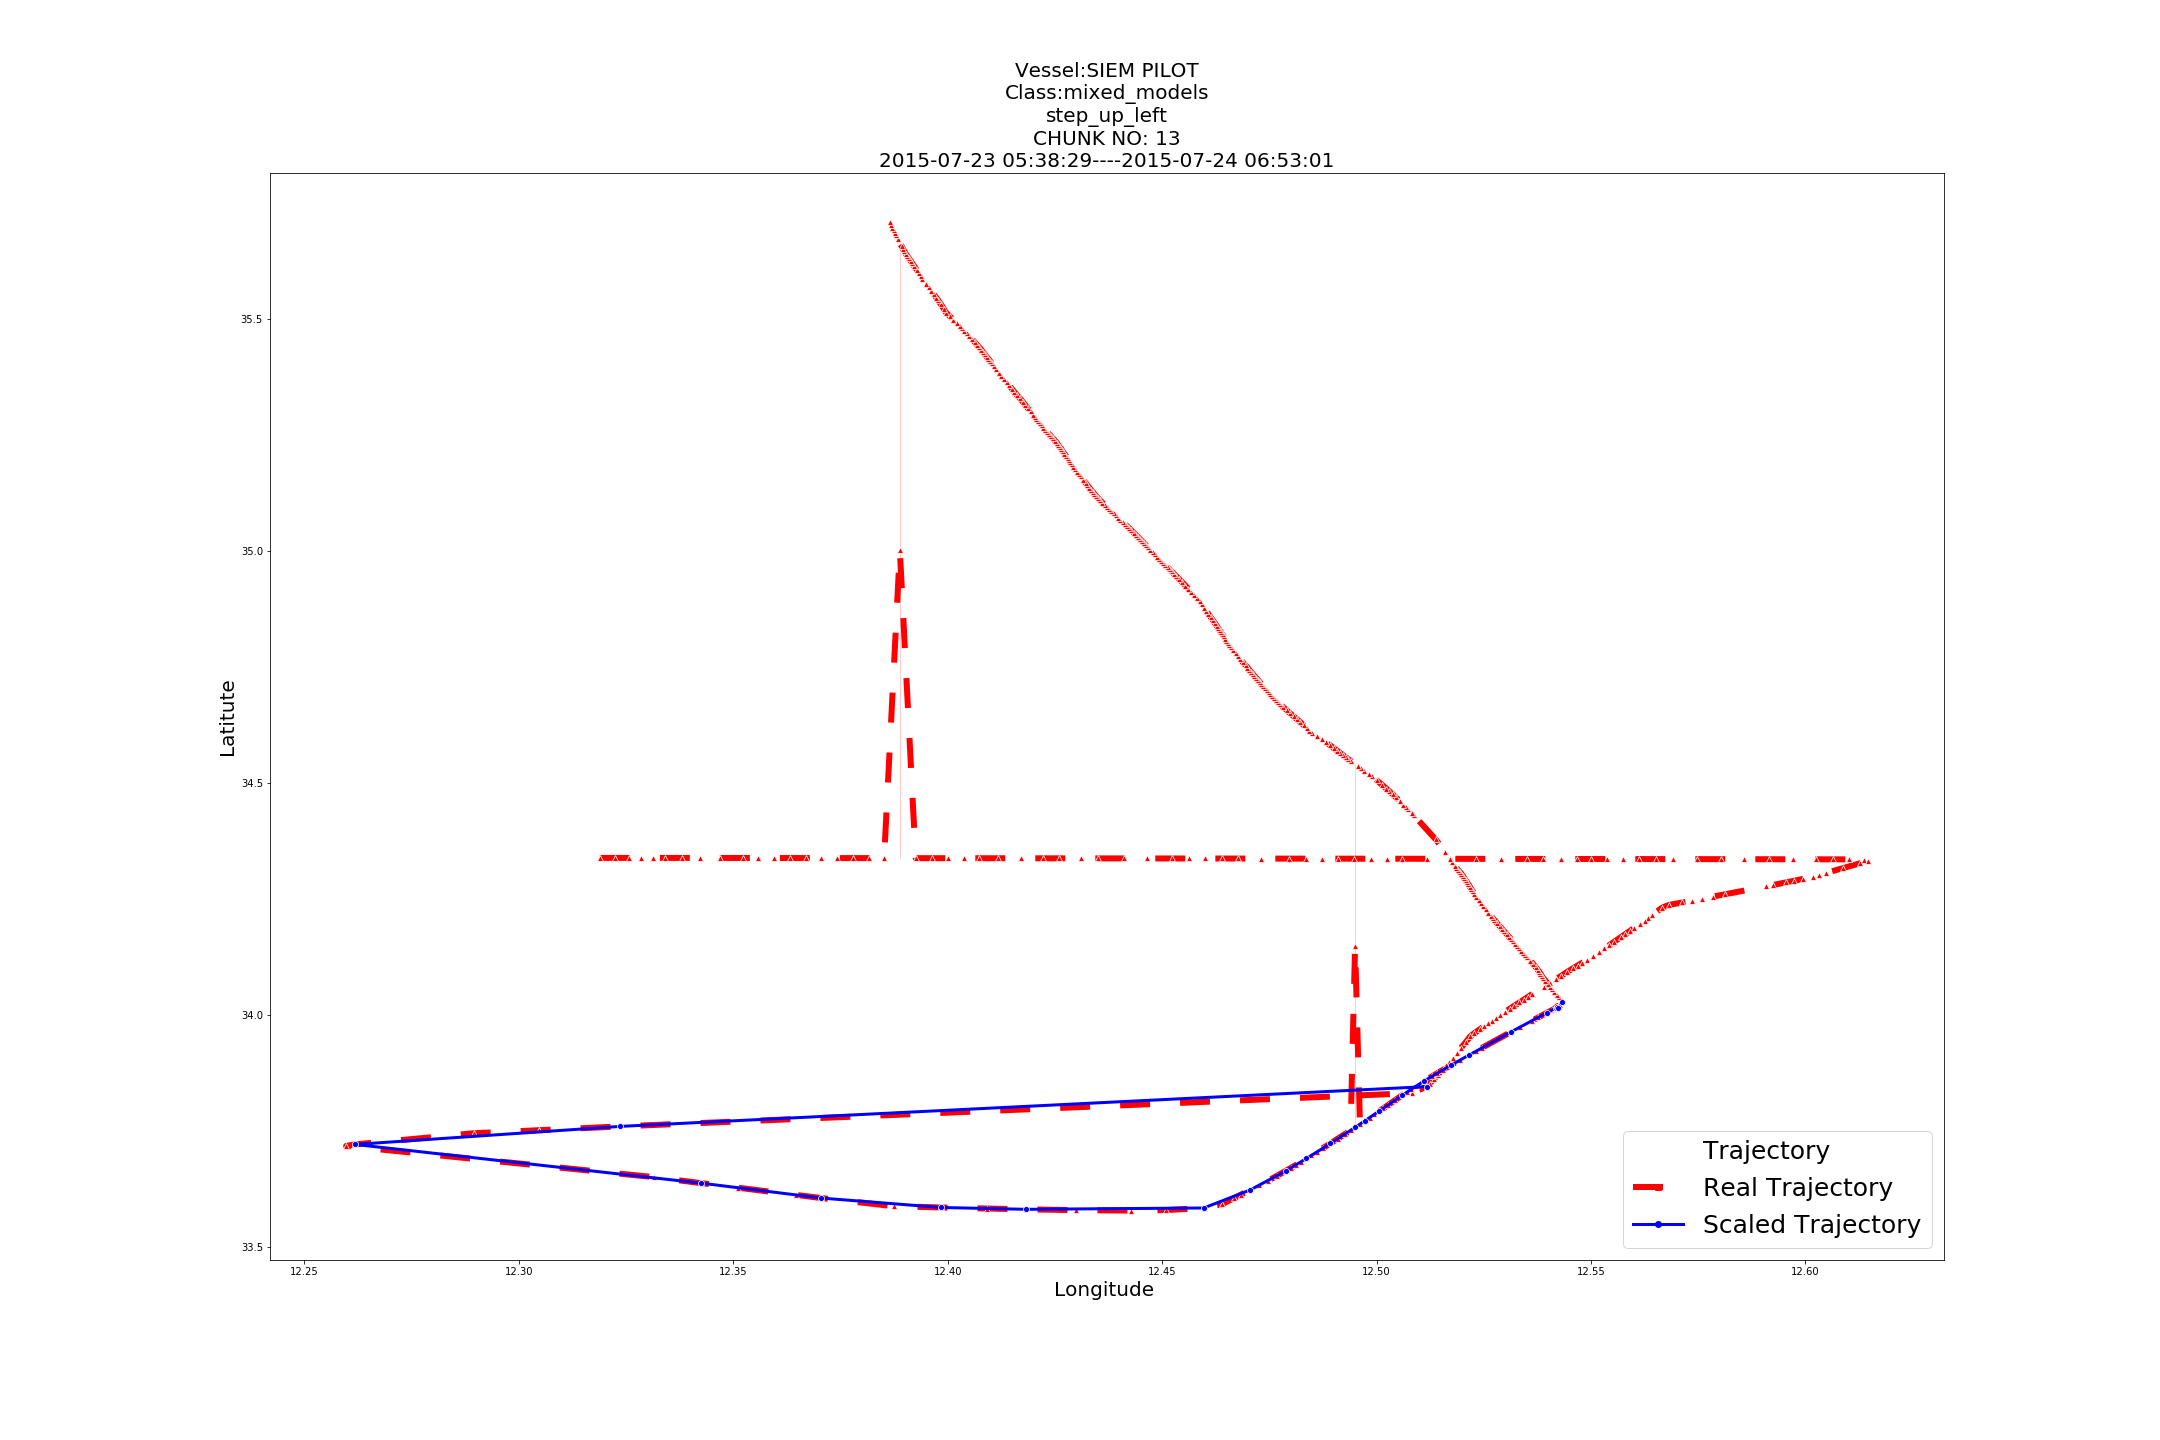 Vessel:SIEM PILOT
Class:mixed_models
step_up_left
CHUNK NO: 13
2015-07-23 05:38:29----2015-07-24 06:53:01
35.5
35.0
34.5
34.0
33.5
Latitute
12.25
12.30
12.35
12.40
12.45
12.50
12.55
12.60
Longitude
Trajectory
Real Trajectory
Scaled Trajectory